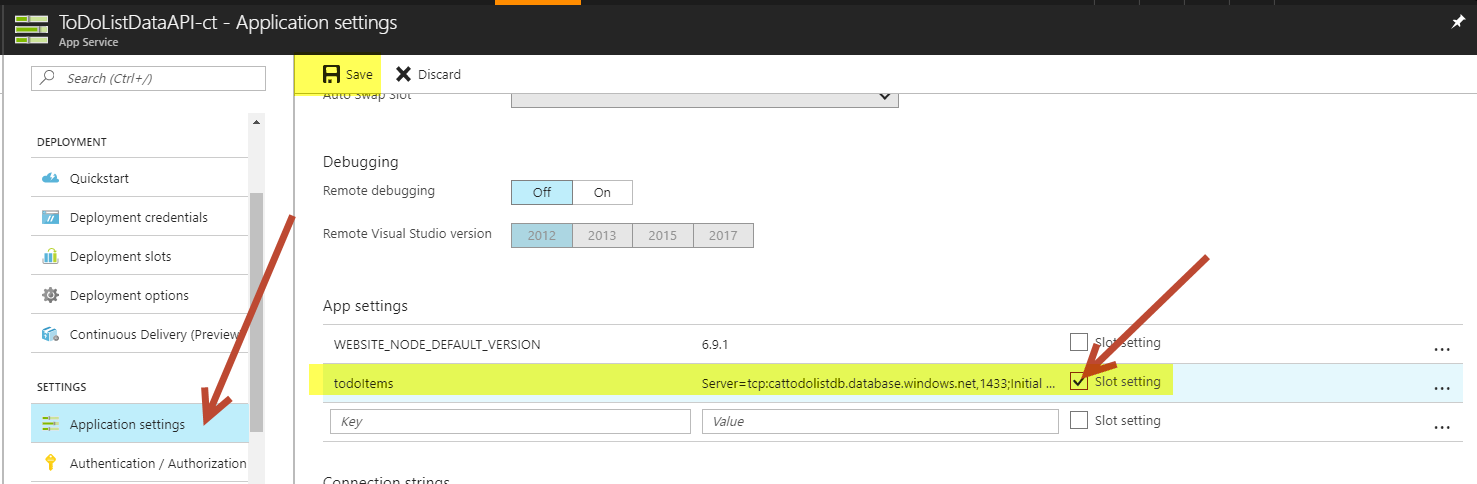 ToDoListDataAPI-ct - Application settings
App Service
Search (Ctrl+/)
Save
Discard
DEPLOYMENT
Quickstart
Deployment credentials
Deployment slots
Deployment options
Continuous Delivery (Preview
SETTINGS
Application settings
Authentication / Authorization
Auto Swap Slot
Debugging
Remote debugging
Off On
Remote Visual Studio version
2012 2013 2015 2017
App settings
WEBSITE_NODE_DEFAULT_VERSION 6.9.1 Slot setting ...
todoItems Server=tcp:cattodolistdb.database.windows.net,1433;Initial ... Slot setting ...
Key Value Slot setting ...
Connection strings